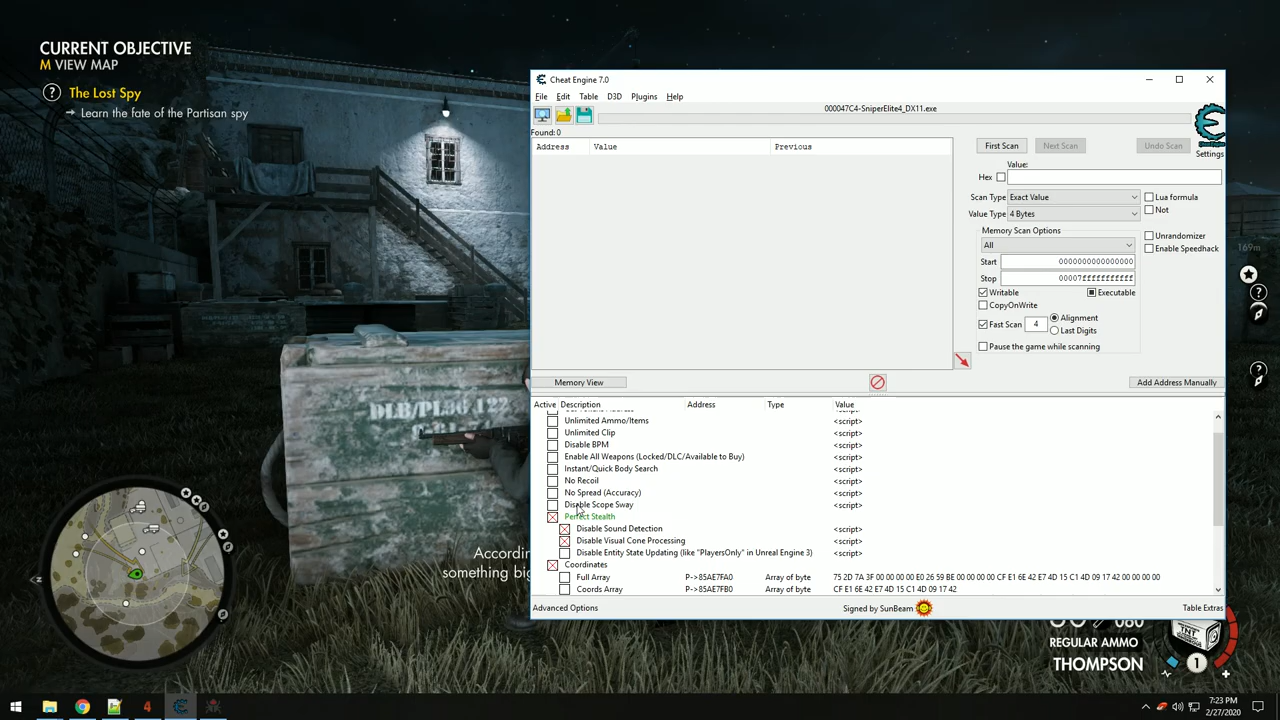 CURRENT OBJECTIVE
M VIEW MAP
? The Lost Spy
Learn the fate of the Partisan spy
Cheat Engine 7.0
File Edit Table D3D Plugins Help
000047C4-SniperElite4_DX11.exe
Found: 0
Settings
Address Value Previous
First Scan Next Scan Undo Scan
Value:
Hex
Scan Type Exact Value Lua formula
Not
Value Type 4 Bytes
Memory Scan Options
All
Unrandomizer
Enable Speedhack
Start 0000000000000000
Stop 00007fffffffffff
Writable Executable
CopyOnWrite
Fast Scan 4 Alignment
Last Digits
Pause the game while scanning
169m
Memory View Add Address Manually
Active Description Address Type Value
Unlimited Ammo/Items <script>
Unlimited Clip <script>
Disable BPM <script>
Enable All Weapons (Locked/DLC/Available to Buy) <script>
Instant/Quick Body Search <script>
No Recoil <script>
No Spread (Accuracy) <script>
Disable Scope Sway <script>
Perfect Stealth
Disable Sound Detection <script>
Disable Visual Cone Processing <script>
Disable Entity State Updating (like "PlayersOnly" in Unreal Engine 3) <script>
Coordinates
Full Array P->85AE7FA0 Array of byte 75 2D 7A 3F 00 00 00 00 E0 26 59 BE 00 00 00 00 CF E1 6E 42 E7 4D 15 C1 4D 09 17 42 00 00 00 00
Coords Array P->85AE7FB0 Array of byte CF E1 6E 42 E7 4D 15 C1 4D 09 17 42
Advanced Options Signed by SunBeam Table Extras
DLB/PL36 122
Accordin
something big
REGULAR AMMO
THOMPSON
TNT
1
7:23 PM
2/27/2020